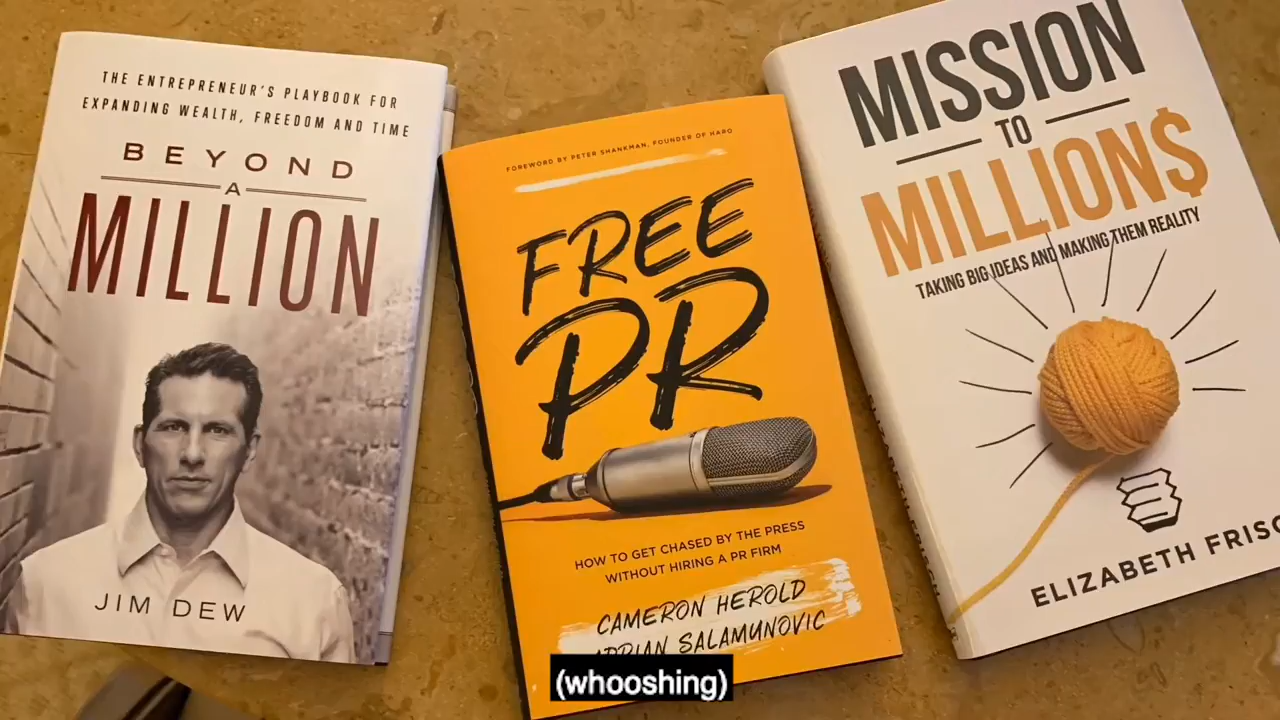 THE ENTREPRENEUR'S PLAYBOOK FOR
EXPANDING WEALTH, FREEDOM AND TIME
BEYOND
A
MILLION
JIM DEW
FOREWORD BY PETER SHANKMAN, FOUNDER OF HARO
FREE
PR
HOW TO GET CHASED BY THE PRESS
WITHOUT HIRING A PR FIRM
CAMERON HEROLD
SALAMUNOVIC
MISSION
TO
MILLION$
TAKING BIG IDEAS AND MAKING THEM REALITY
ELIZABETH
(whooshing)